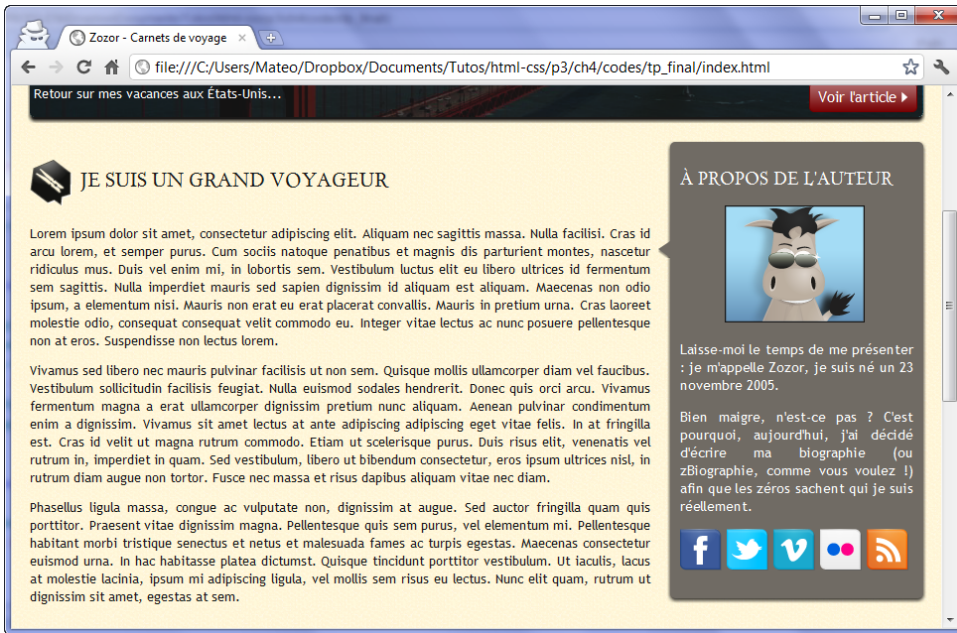 Zozor - Carnets de voyage
file:///C:/Users/Mateo/Dropbox/Documents/Tutos/html-css/p3/ch4/codes/tp_final/index.html
Retour sur mes vacances aux États-Unis...
Voir l'article
JE SUIS UN GRAND VOYAGEUR
Lorem ipsum dolor sit amet, consectetur adipiscing elit. Aliquam nec sagittis massa. Nulla facilisi. Cras id
arcu lorem, et semper purus. Cum sociis natoque penatibus et magnis dis parturient montes, nascetur
ridiculus mus. Duis vel enim mi, in lobortis sem. Vestibulum luctus elit eu libero ultrices id fermentum
sem sagittis. Nulla imperdiet mauris sed sapien dignissim id aliquam est aliquam. Maecenas non odio
ipsum, a elementum nisi. Mauris non erat eu erat placerat convallis. Mauris in pretium urna. Cras laoreet
molestie odio, consequat consequat velit commodo eu. Integer vitae lectus ac nunc posuere pellentesque
non at eros. Suspendisse non lectus lorem.
Vivamus sed libero nec mauris pulvinar facilisis ut non sem. Quisque mollis ullamcorper diam vel faucibus.
Vestibulum sollicitudin facilisis feugiat. Nulla euismod sodales hendrerit. Donec quis orci arcu. Vivamus
fermentum magna a erat ullamcorper dignissim pretium nunc aliquam. Aenean pulvinar condimentum
enim a dignissim. Vivamus sit amet lectus at ante adipiscing adipiscing eget vitae felis. In at fringilla
est. Cras id velit ut magna rutrum commodo. Etiam ut scelerisque purus. Duis risus elit, venenatis vel
rutrum in, imperdiet in quam. Sed vestibulum, libero ut bibendum consectetur, eros ipsum ultrices nisl, in
rutrum diam augue non tortor. Fusce nec massa et risus dapibus aliquam vitae nec diam.
Phasellus ligula massa, congue ac vulputate non, dignissim at augue. Sed auctor fringilla quam quis
porttitor. Praesent vitae dignissim magna. Pellentesque quis sem purus, vel elementum mi. Pellentesque
habitant morbi tristique senectus et netus et malesuada fames ac turpis egestas. Maecenas consectetur
euismod urna. In hac habitasse platea dictumst. Quisque tincidunt porttitor vestibulum. Ut iaculis, lacus
at molestie lacinia, ipsum mi adipiscing ligula, vel mollis sem risus eu lectus. Nunc elit quam, rutrum ut
dignissim sit amet, egestas at sem.
À PROPOS DE L'AUTEUR
Laisse-moi le temps de me présenter
: je m'appelle Zozor, je suis né un 23
novembre 2005.
Bien maigre, n'est-ce pas ? C'est
pourquoi, aujourd'hui, j'ai décidé
d'écrire ma biographie (ou
zBiographie, comme vous voulez !)
afin que les zéros sachent qui je suis
réellement.